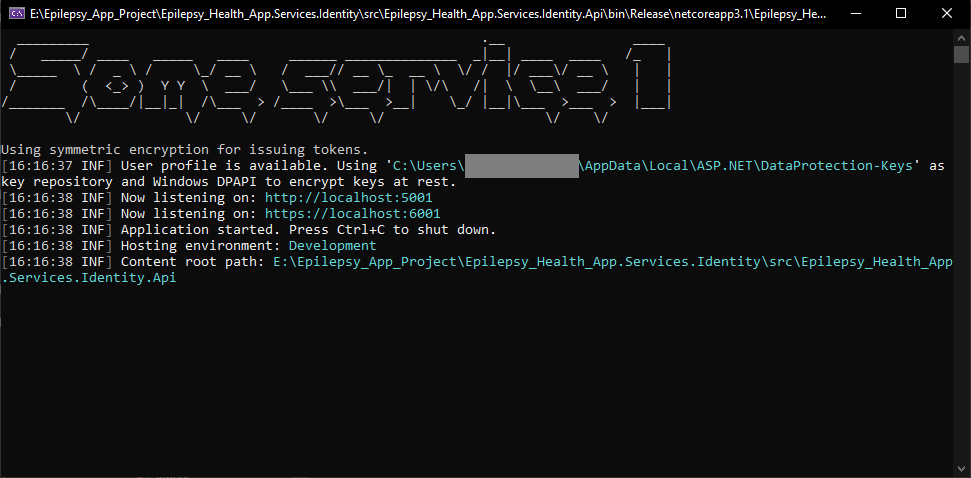 E:\Epilepsy_App_Project\Epilepsy_Health_App.Services.Identity\src\Epilepsy_Health_App.Services.Identity.Api\bin\Release\netcoreapp3.1\Epilepsy_He...
Some service 1
Using symmetric encryption for issuing tokens.
[16:16:37 INF] User profile is available. Using 'C:\Users\ \AppData\Local\ASP.NET\DataProtection-Keys' as
key repository and Windows DPAPI to encrypt keys at rest.
[16:16:38 INF] Now listening on: http://localhost:5001
[16:16:38 INF] Now listening on: https://localhost:6001
[16:16:38 INF] Application started. Press Ctrl+C to shut down.
[16:16:38 INF] Hosting environment: Development
[16:16:38 INF] Content root path: E:\Epilepsy_App_Project\Epilepsy_Health_App.Services.Identity\src\Epilepsy_Health_App
.Services.Identity.Api